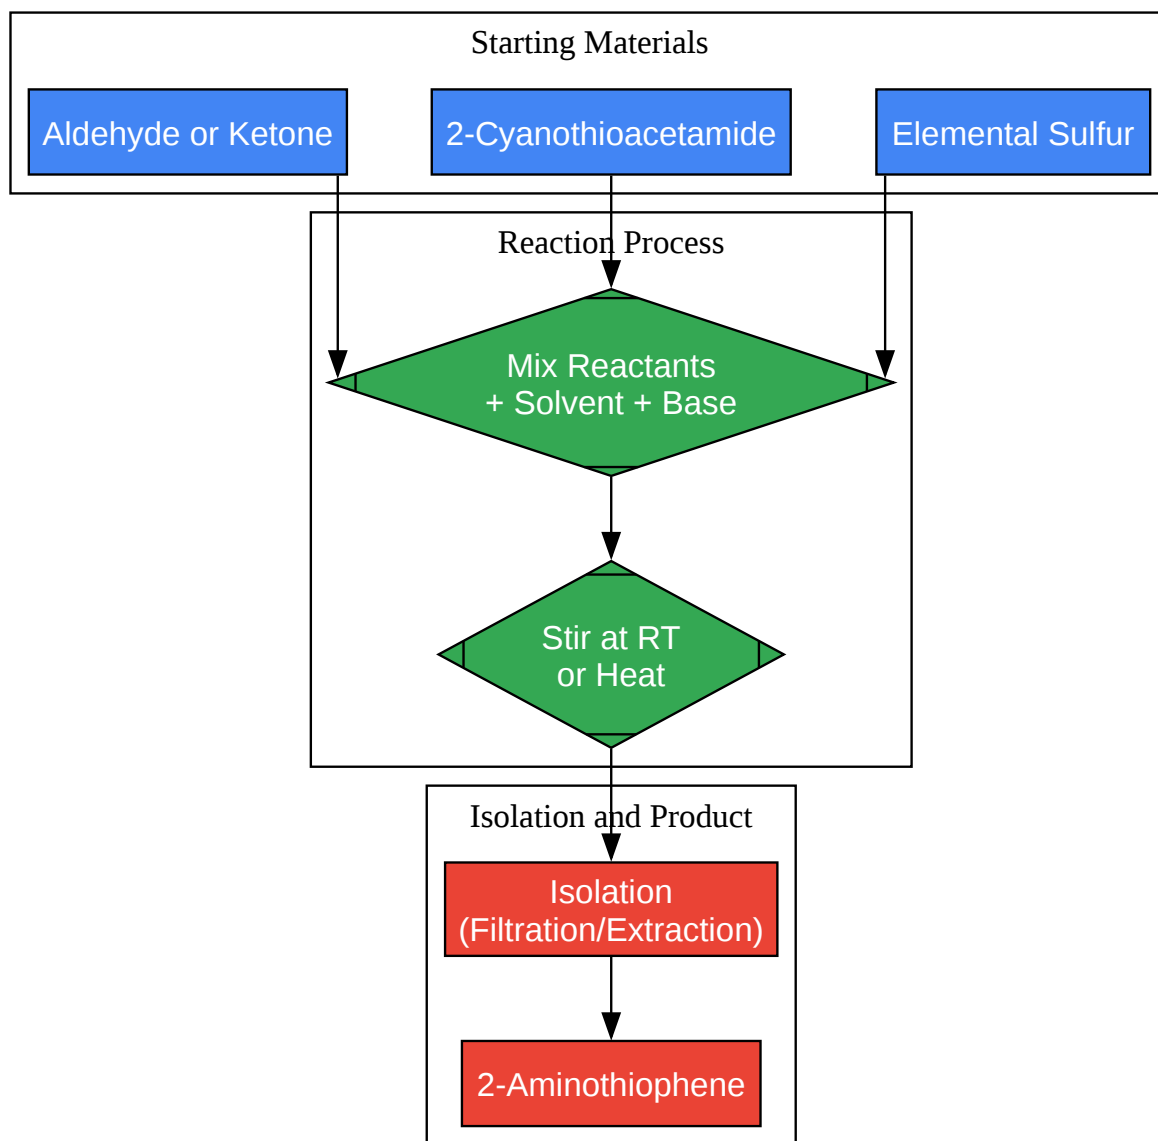 Starting Materials
Aldehyde or Ketone
2-Cyanothioacetamide
Elemental Sulfur
Reaction Process
Mix Reactants
+ Solvent + Base
Stir at RT
or Heat
Isolation and Product
Isolation
(Filtration/Extraction)
2-Aminothiophene